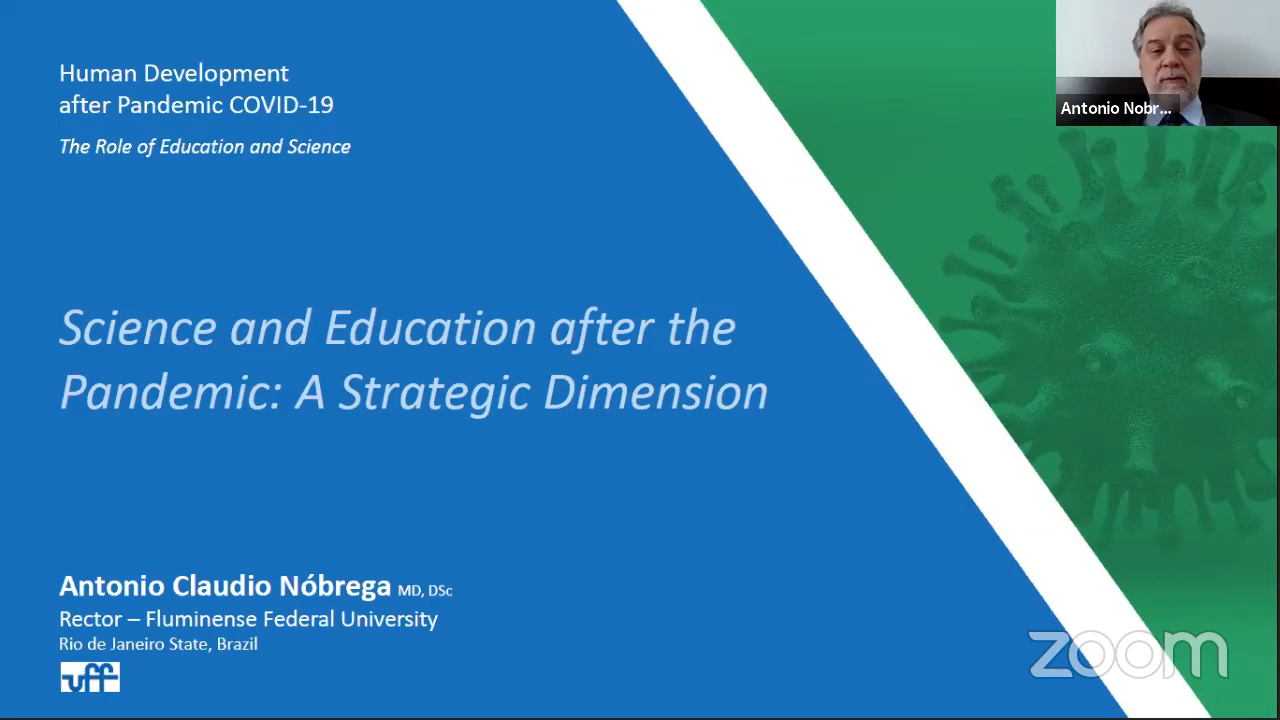 Human Development
after Pandemic COVID-19
The Role of Education and Science
Antonio Nobr...
Science and Education after the
Pandemic: A Strategic Dimension
Antonio Claudio Nóbrega MD, DSc
Rector – Fluminense Federal University
Rio de Janeiro State, Brazil
uff
zoom